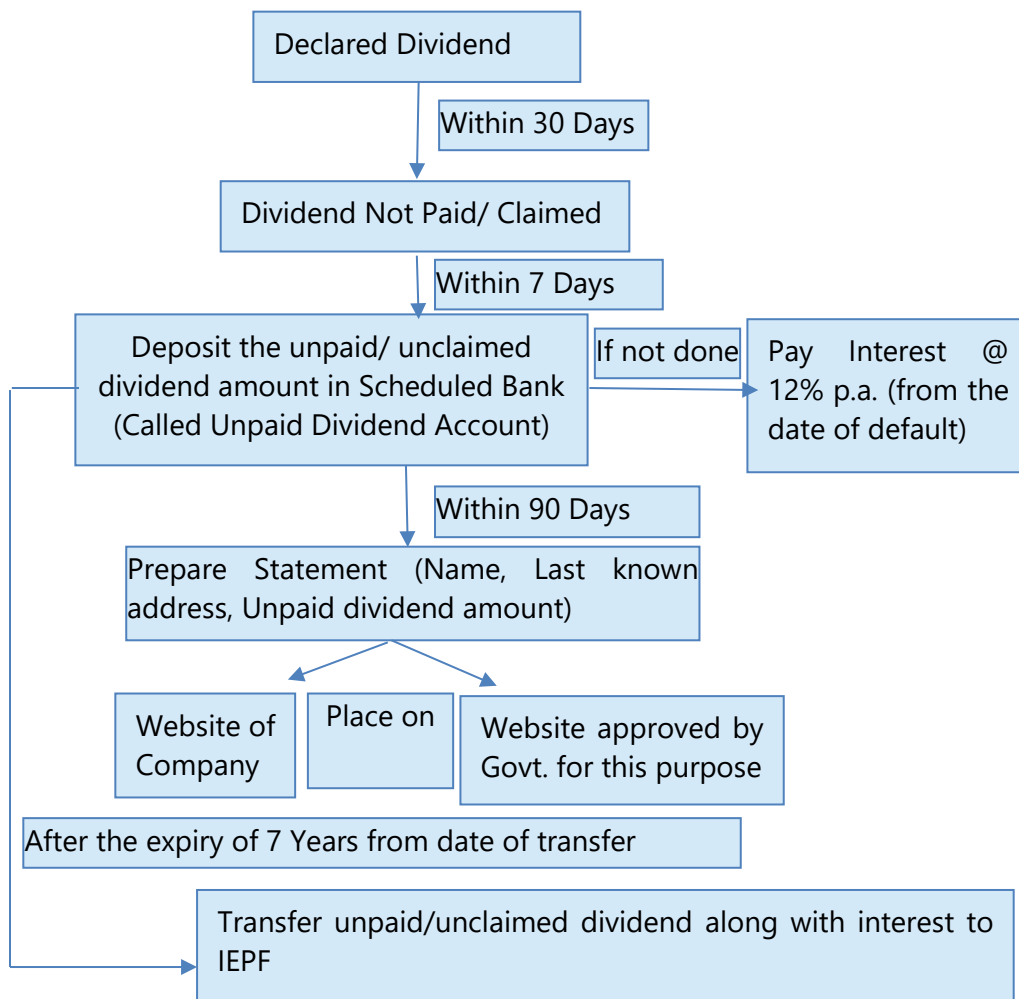 Declared Dividend
Within 30 Days
Dividend Not Paid/ Claimed
Within 7 Days
Deposit the unpaid/ unclaimed
dividend amount in Scheduled Bank
(Called Unpaid Dividend Account)
If not done
Pay Interest @
12% p.a. (from the
date of default)
Within 90 Days
Prepare Statement (Name, Last known
address, Unpaid dividend amount)
Website of
Company
Place on
Website approved by
Govt. for this purpose
After the expiry of 7 Years from date of transfer
Transfer unpaid/unclaimed dividend along with interest to
IEPF